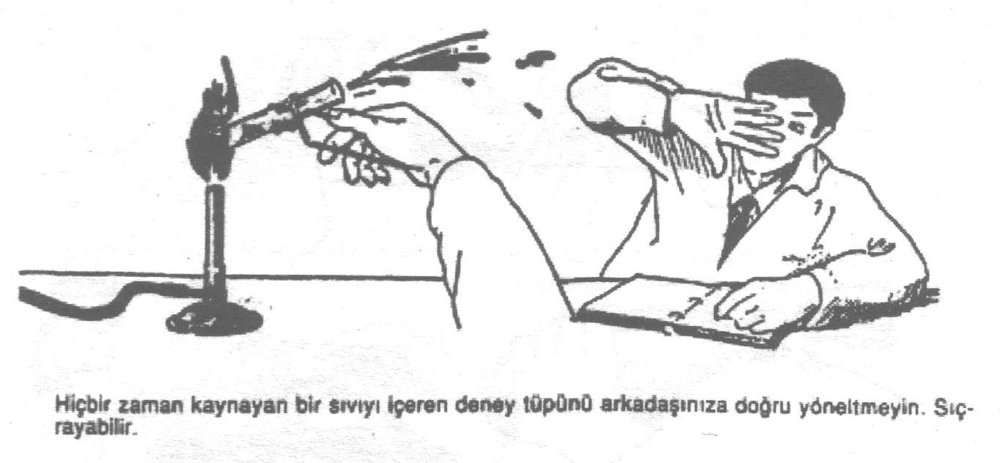 Hiçbir zaman kaynayan bir sıvıyı içeren deney tüpünü arkadaşınıza doğru yöneltmeyin. Sıç-
rayabilir.